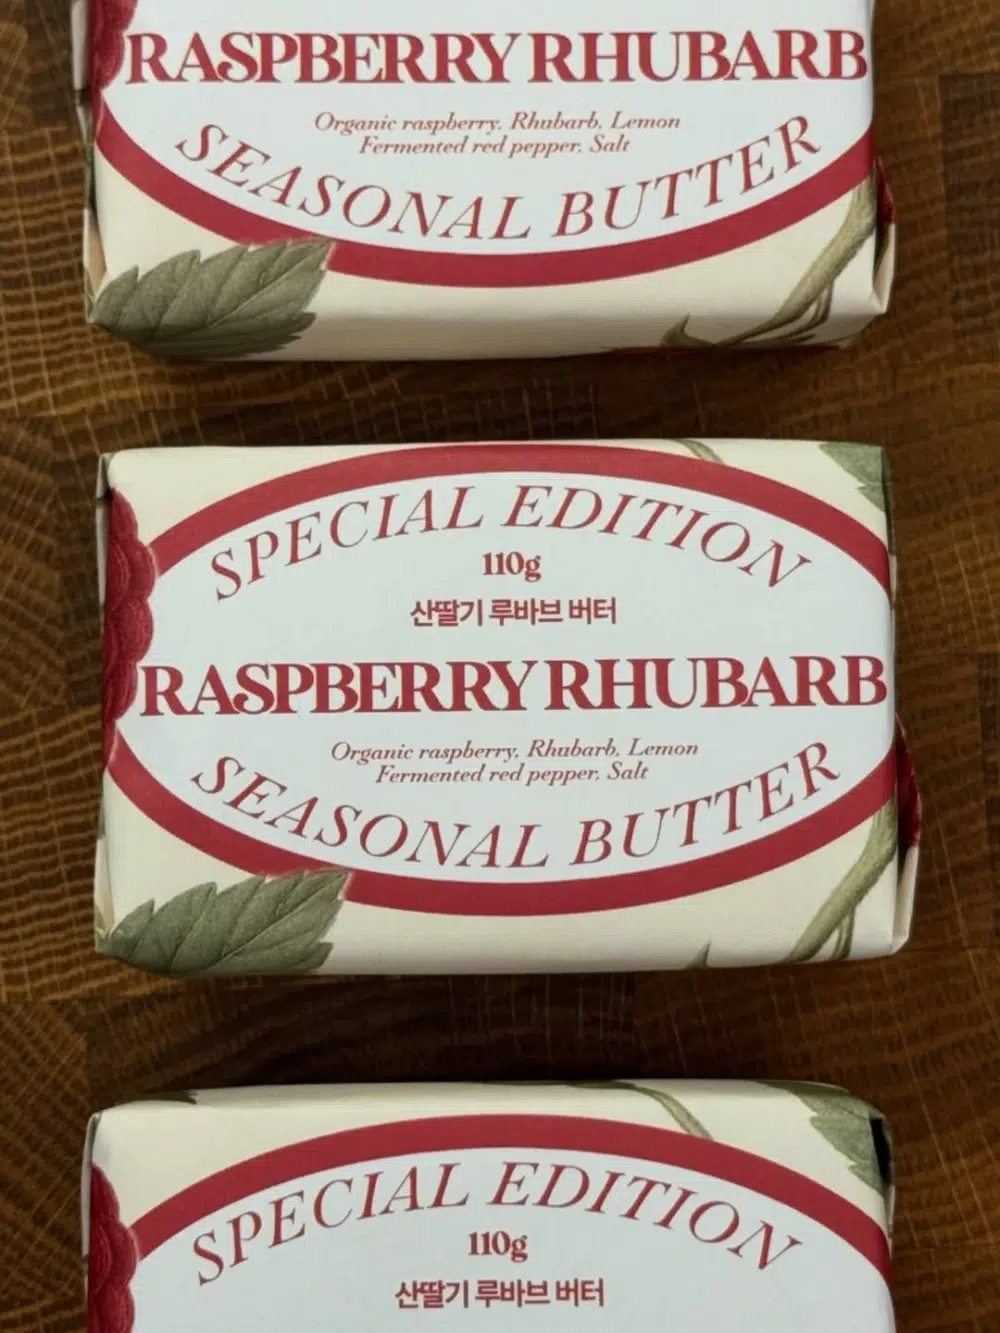 RASPBERRY RHUBARB
Organic raspberry. Rhubarb. Lemon
Fermented red pepper. Salt
SEASONAL BUTTER
SPECIAL EDITION
110g
산딸기 루바브 버터
RASPBERRY RHUBARB
Organic raspberry. Rhubarb. Lemon
Fermented red pepper. Salt
SEASONAL BUTTER
SPECIAL EDITION
110g
산딸기 루바브 버터